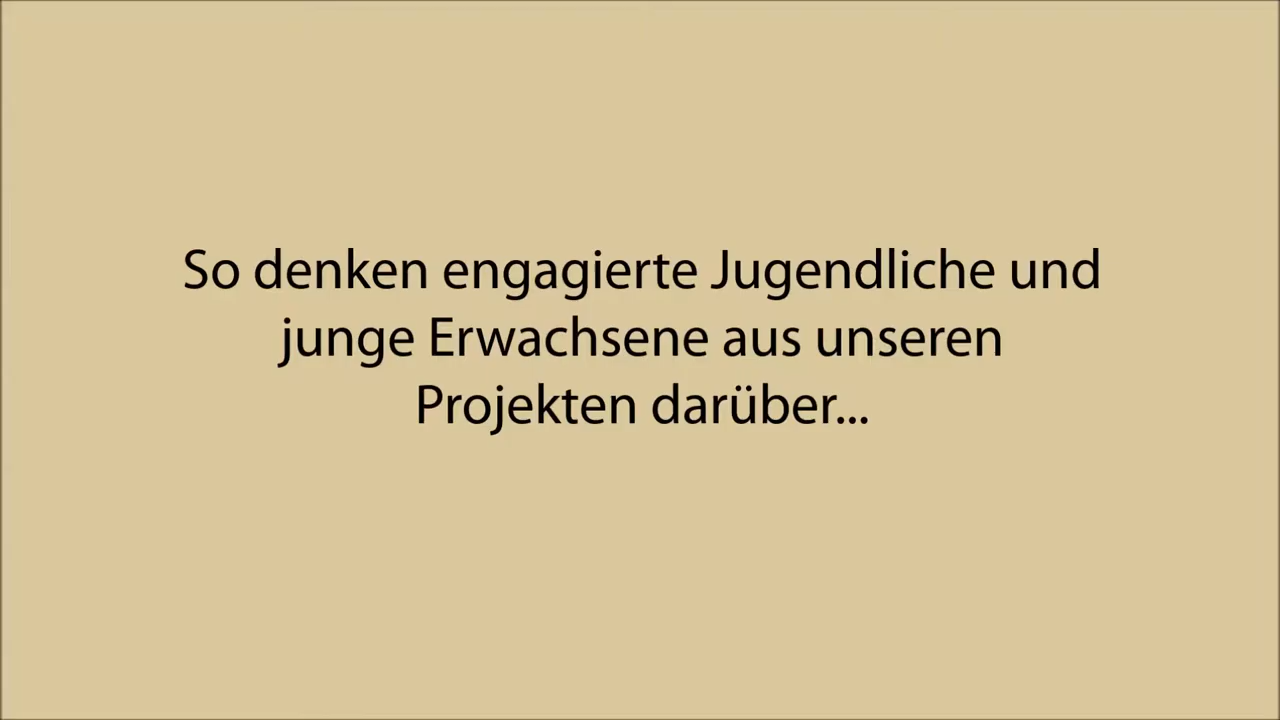 So denken engagierte Jugendliche und
junge Erwachsene aus unseren
Projekten darüber...